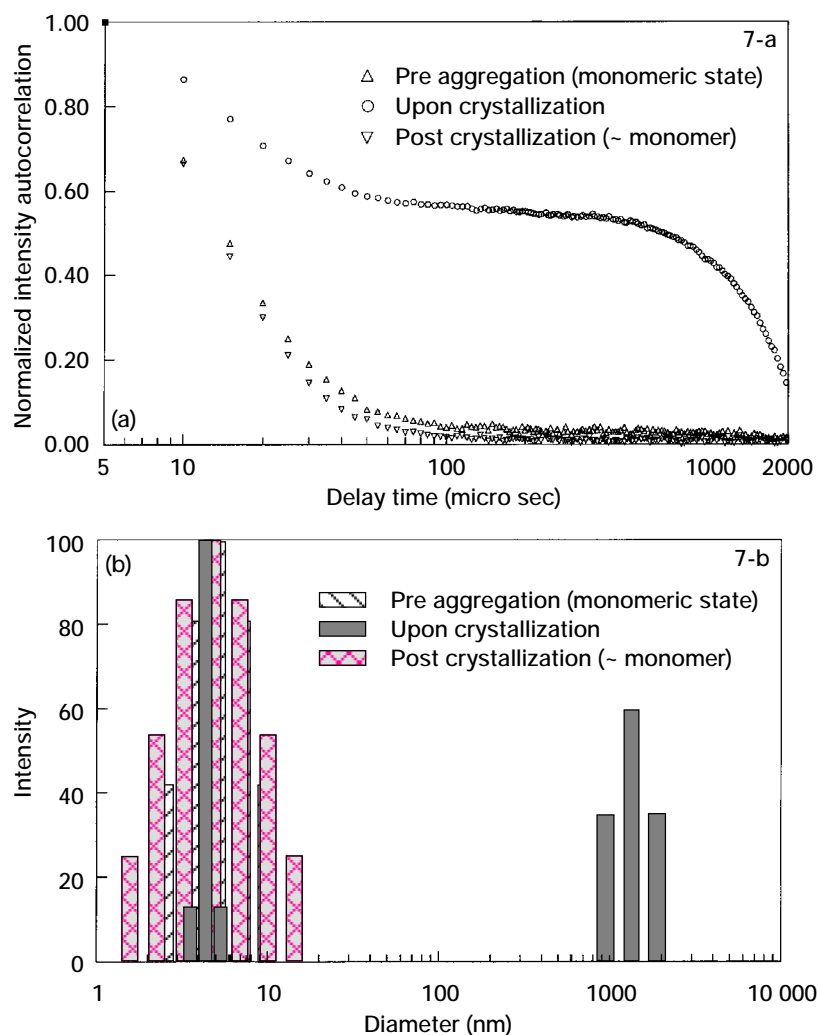 1.00
7-a
Pre aggregation (monomeric state)
Upon crystallization
Post crystallization (~ monomer)
0.80
0.60
0.40
0.20
(a)
0.00
5
10
100
1000
2000
Normalized intensity autocorrelation
Delay time (micro sec)
100
(b)
7-b
Pre aggregation (monomeric state)
Upon crystallization
Post crystallization (~ monomer)
80
60
40
20
0
Intensity
1
10
100
1000
10 000
Diameter (nm)